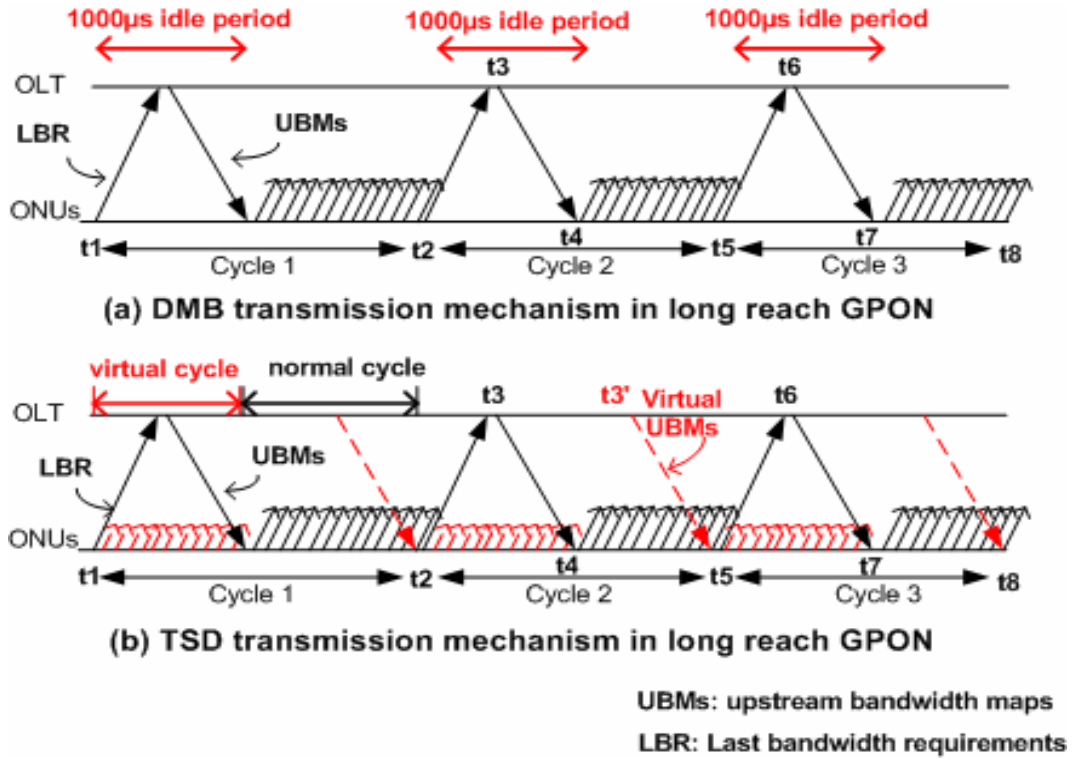 1000µs idle period 1000µs idle period 1000µs idle period
t3 t6
OLT
LBR UBMs
ONUs
t1 t2 t4 t5 t7 t8
Cycle 1 Cycle 2 Cycle 3
(a) DMB transmission mechanism in long reach GPON
virtual cycle normal cycle
t3 t3' Virtual UBMs t6
OLT
LBR UBMs
ONUs
t1 t2 t4 t5 t7 t8
Cycle 1 Cycle 2 Cycle 3
(b) TSD transmission mechanism in long reach GPON
UBMs: upstream bandwidth maps
LBR: Last bandwidth requirements